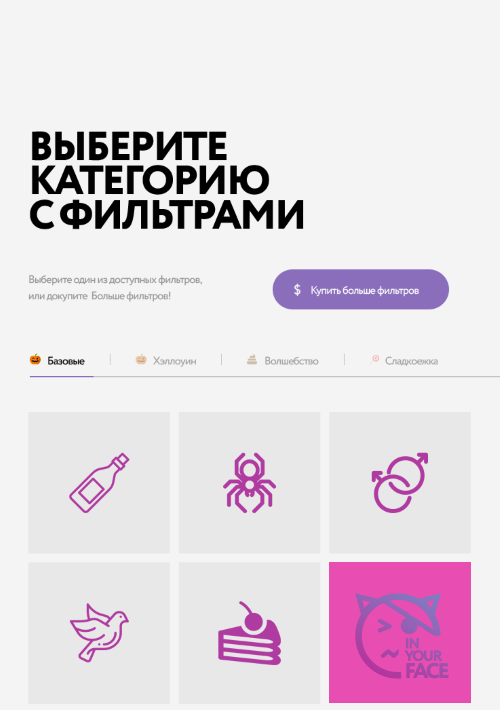 ВЫБЕРИТЕ
КАТЕГОРИЮ
С ФИЛЬТРАМИ
Выберите один из доступных фильтров,
или докупите Больше фильтров!
$ Купить больше фильтров
Базовые
Хэллоуин
Волшебство
Сладкоежка
IN
YOUR
FACE